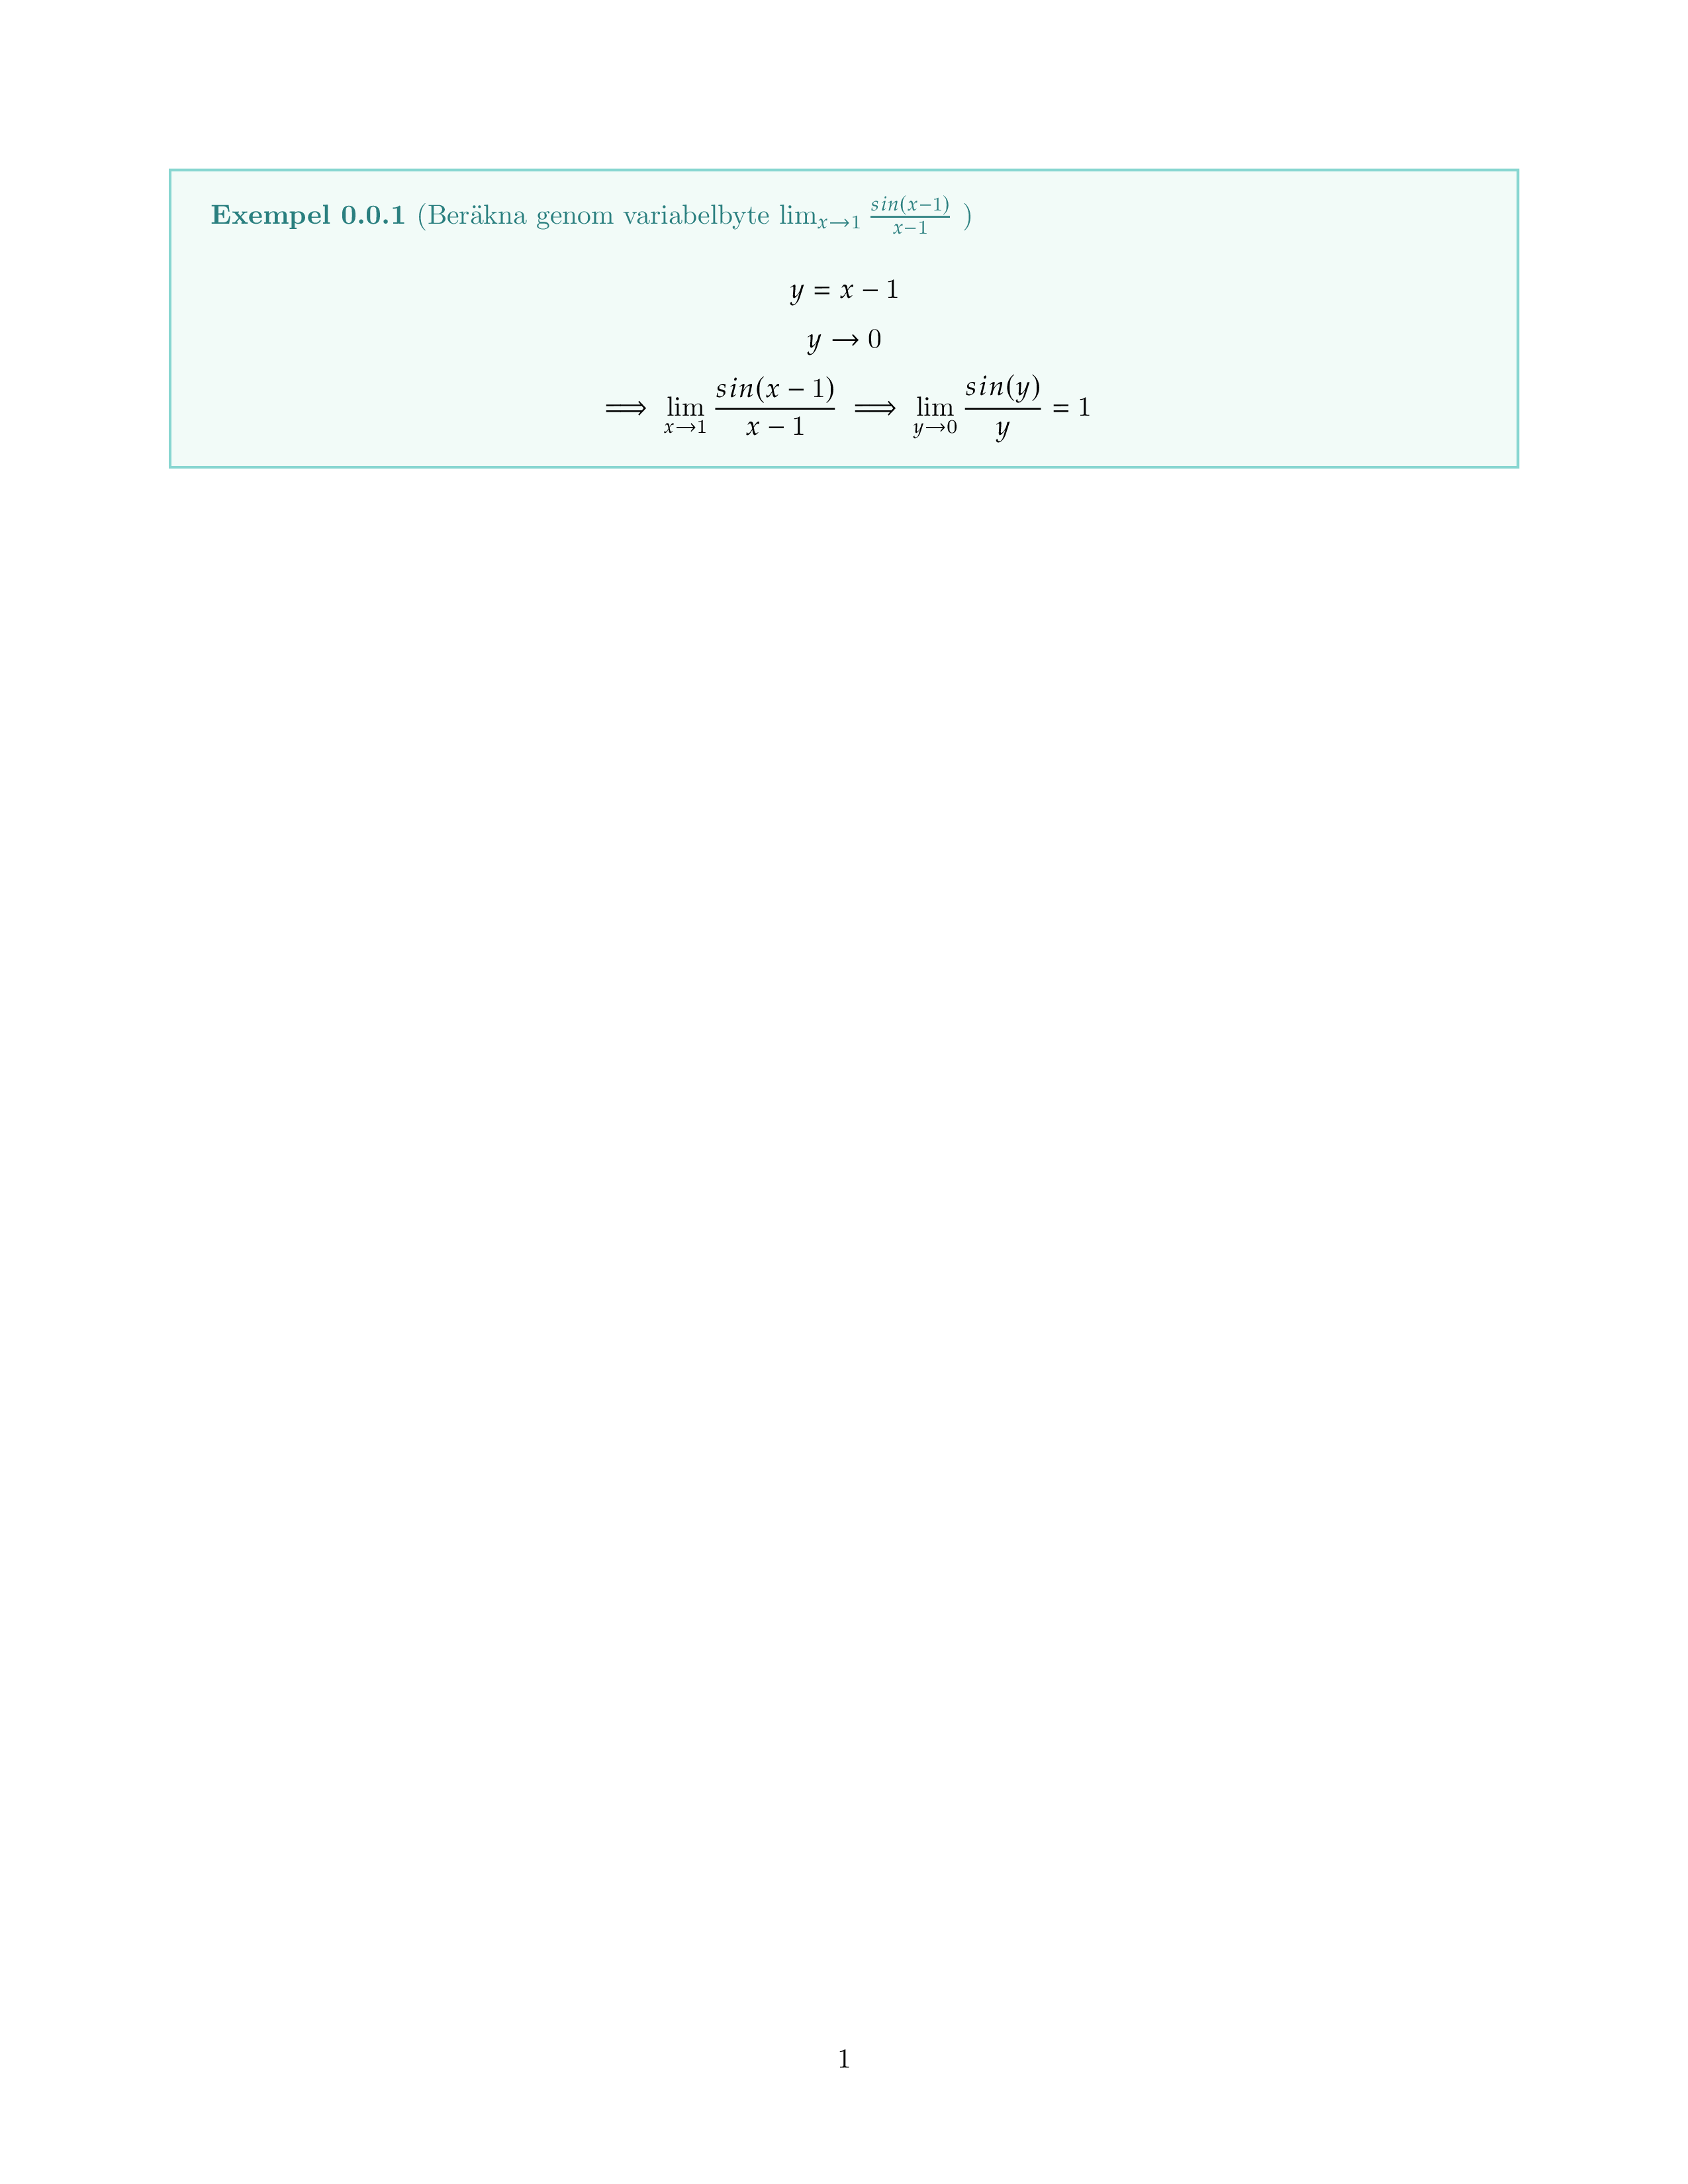 Exempel 0.0.1 (Beräkna genom variabelbyte $\lim_{x \to 1} \frac{sin(x-1)}{x-1}$ )
$y = x - 1$
$y \to 0$
$\implies \lim_{x \to 1} \frac{sin(x-1)}{x-1} \implies \lim_{y \to 0} \frac{sin(y)}{y} = 1$
1